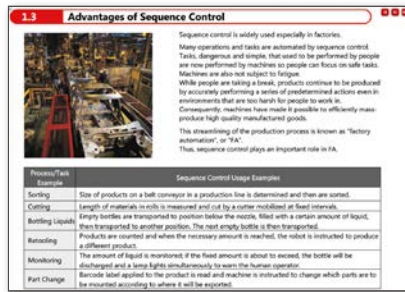 1.3 Advantages of Sequence Control
Sequence control is widely used especially in factories.
Many operations and tasks are automated by sequence control.
Tasks, dangerous and simple, that used to be performed by people
are now performed by machines so people can focus on safe tasks.
Machines are also not subject to fatigue.
While people are taking a break, products continue to be produced
by accurately performing a series of predetermined actions even in
environments that are too harsh for people to work in.
Consequently, machines have made it possible to efficiently mass-
produce high quality manufactured goods.
This streamlining of the production process is known as "factory
automation", or "FA".
Thus, sequence control plays an important role in FA.
Process/Task Example
Sequence Control Usage Examples
Sorting
Size of products on a belt conveyor in a production line is determined and then are sorted.
Cutting
Length of materials in rolls is measured and cut by a cutter mobilized at fixed intervals.
Bottling Liquids
Empty bottles are transported to position below the nozzle, filled with a certain amount of liquid,
then transported to another position. The next empty bottle is then transported.
Retooling
Products are counted and when the necessary amount is reached, the robot is instructed to produce
a different product.
Monitoring
The amount of liquid is monitored; if the fixed amount is about to exceed, the bottle will be
discharged and a lamp lights simultaneously to warn the human operator.
Part Change
Barcode label applied to the product is read and machine is instructed to change which parts are to
be mounted according to where it will be exported.